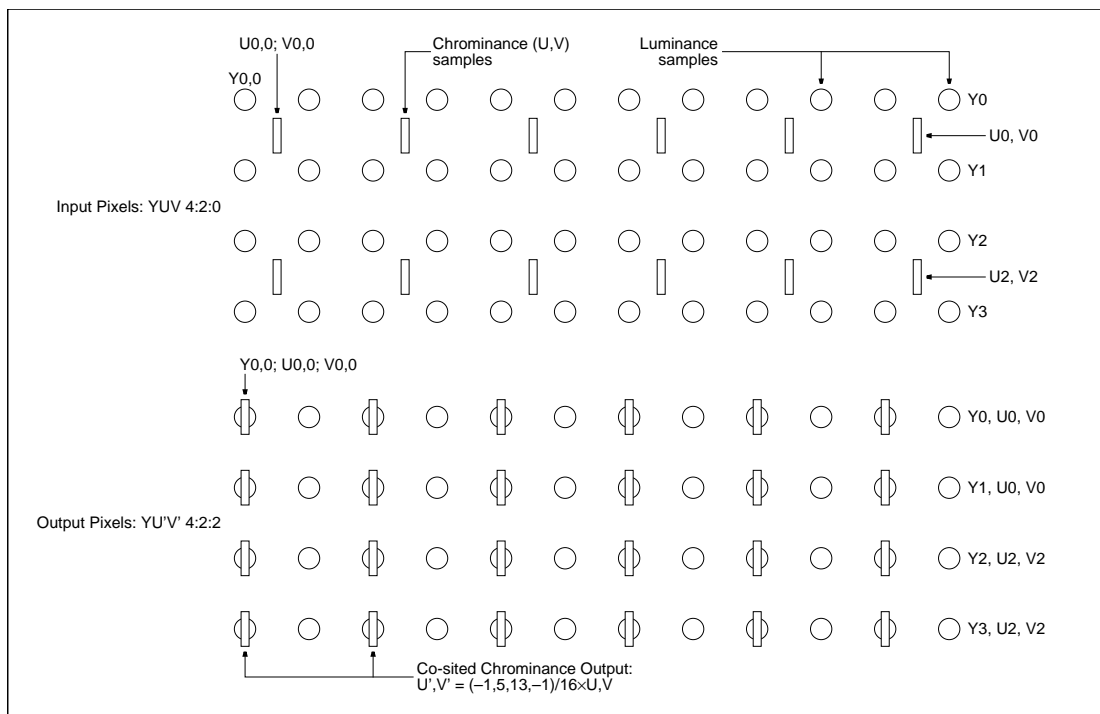 U0,0; V0,0
Chrominance (U,V)
samples
Luminance
samples
Y0,0
Y0
U0, V0
Y1
Input Pixels: YUV 4:2:0
Y2
U2, V2
Y3
Y0,0; U0,0; V0,0
Y0, U0, V0
Y1, U0, V0
Output Pixels: YU'V' 4:2:2
Y2, U2, V2
Y3, U2, V2
Co-sited Chrominance Output:
U',V' = (–1,5,13,–1)/16×U,V